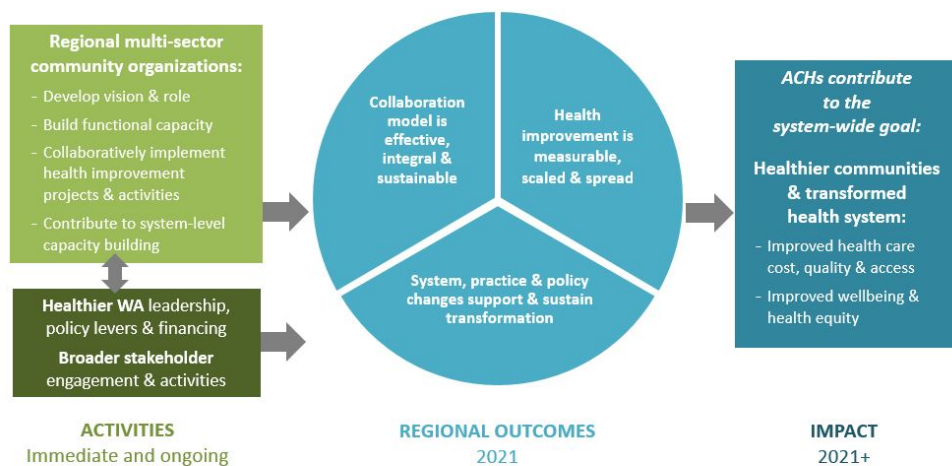 Regional multi-sector
community organizations:
- Develop vision & role
- Build functional capacity
- Collaboratively implement
health improvement
projects & activities
- Contribute to system-level
capacity building
Healthier WA leadership,
policy levers & financing
Broader stakeholder
engagement & activities
ACTIVITIES
Immediate and ongoing
Collaboration
model is
effective,
integral &
sustainable
Health
improvement is
measurable,
scaled & spread
System, practice & policy
changes support & sustain
transformation
REGIONAL OUTCOMES
2021
ACHs contribute
to the
system-wide goal:
Healthier communities
& transformed
health system:
- Improved health care
cost, quality & access
- Improved wellbeing &
health equity
IMPACT
2021+